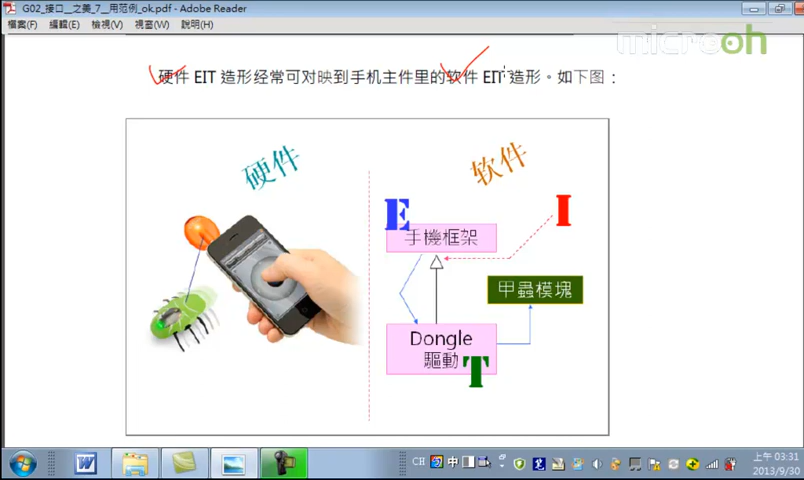 G02_接口__之美_7__用范例_ok.pdf - Adobe Reader
檔案(F) 編輯(E) 檢視(V) 視窗(W) 說明(H)
microoh
硬件 EIT 造形经常可对映到手机主件里的软件 EIT 造形。如下图：
硬件
软件
E
I
手機框架
甲蟲模塊
Dongle
驅動
T
CH
中
上午 03:31
2013/9/30